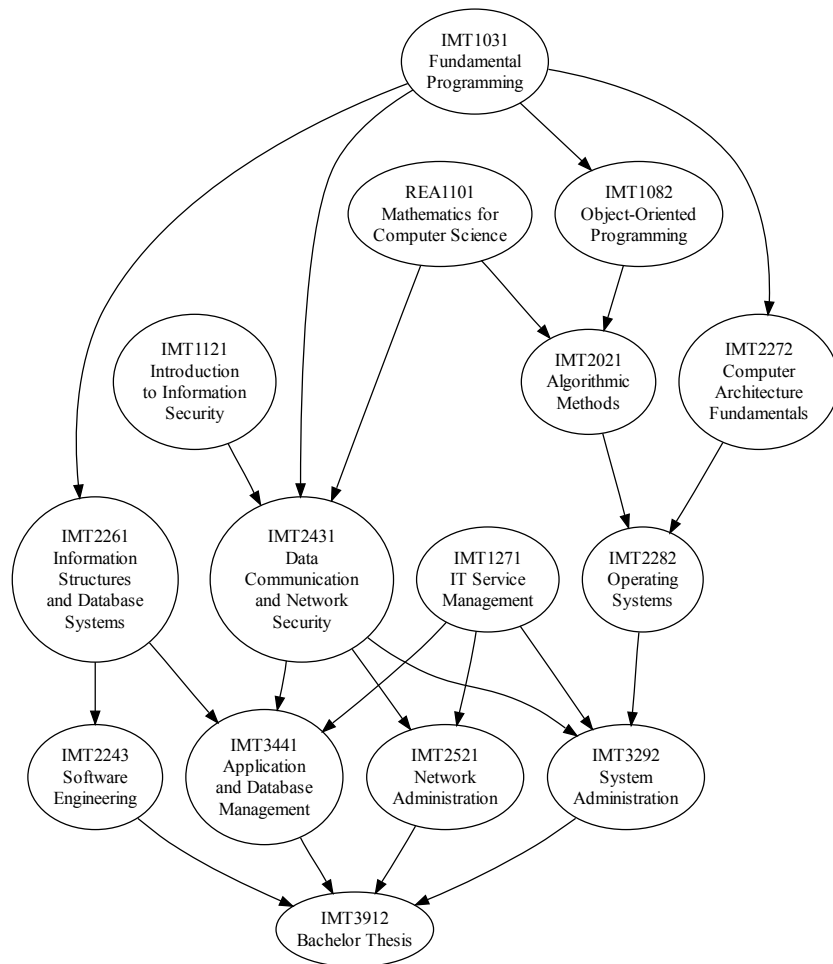 IMT1031
Fundamental
Programming
REA1101
Mathematics for
Computer Science
IMT1082
Object-Oriented
Programming
IMT1121
Introduction
to Information
Security
IMT2021
Algorithmic
Methods
IMT2272
Computer
Architecture
Fundamentals
IMT2261
Information
Structures
and Database
Systems
IMT2431
Data
Communication
and Network
Security
IMT1271
IT Service
Management
IMT2282
Operating
Systems
IMT2243
Software
Engineering
IMT3441
Application
and Database
Management
IMT2521
Network
Administration
IMT3292
System
Administration
IMT3912
Bachelor Thesis